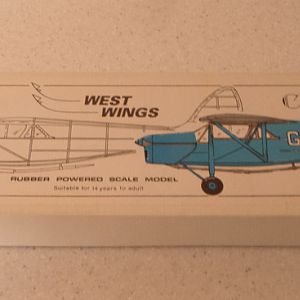 WEST
WINGS
C
G
RUBBER POWERED SCALE MODEL
Suitable for 14 years to adult